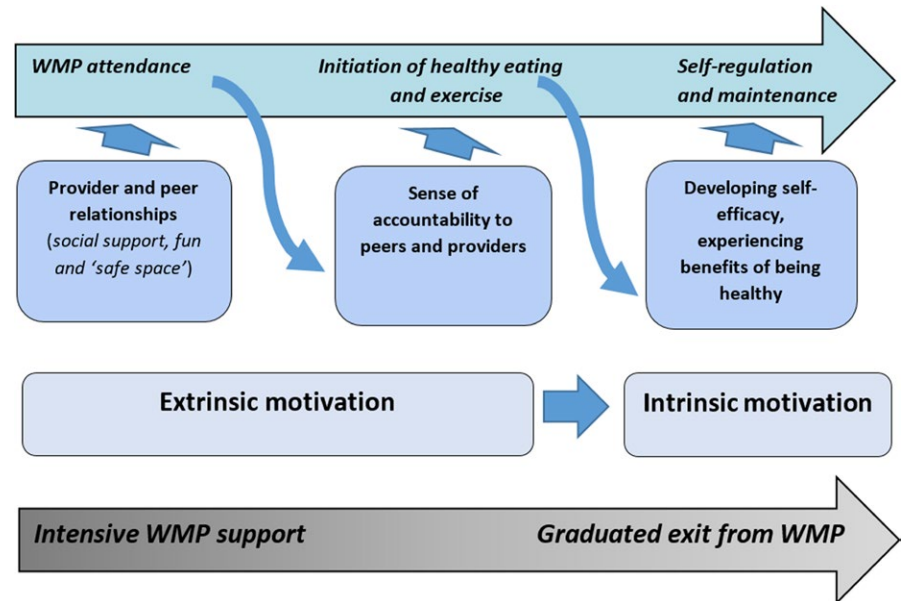 WMP attendance
Initiation of healthy eating
and exercise
Self-regulation
and maintenance
Provider and peer
relationships
(social support, fun
and ‘safe space’)
Sense of
accountability to
peers and providers
Developing self-
efficacy,
experiencing
benefits of being
healthy
Extrinsic motivation
Intrinsic motivation
Intensive WMP support
Graduated exit from WMP